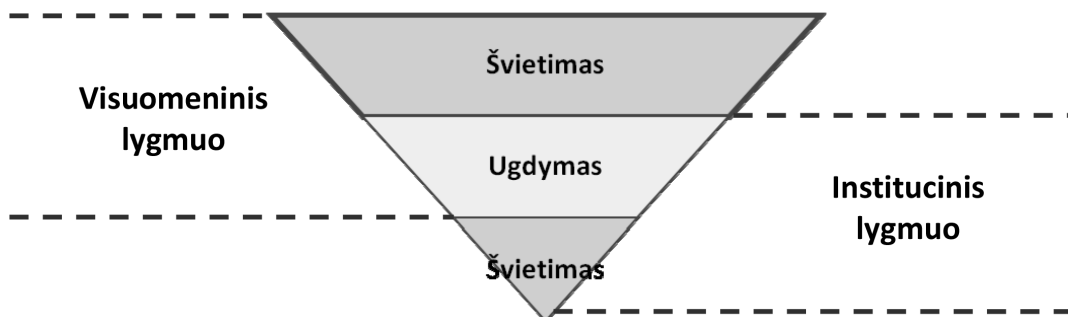 Švietimas
Visuomeninis
lygmuo
Ugdymas
Institucinis
lygmuo
Švietimas